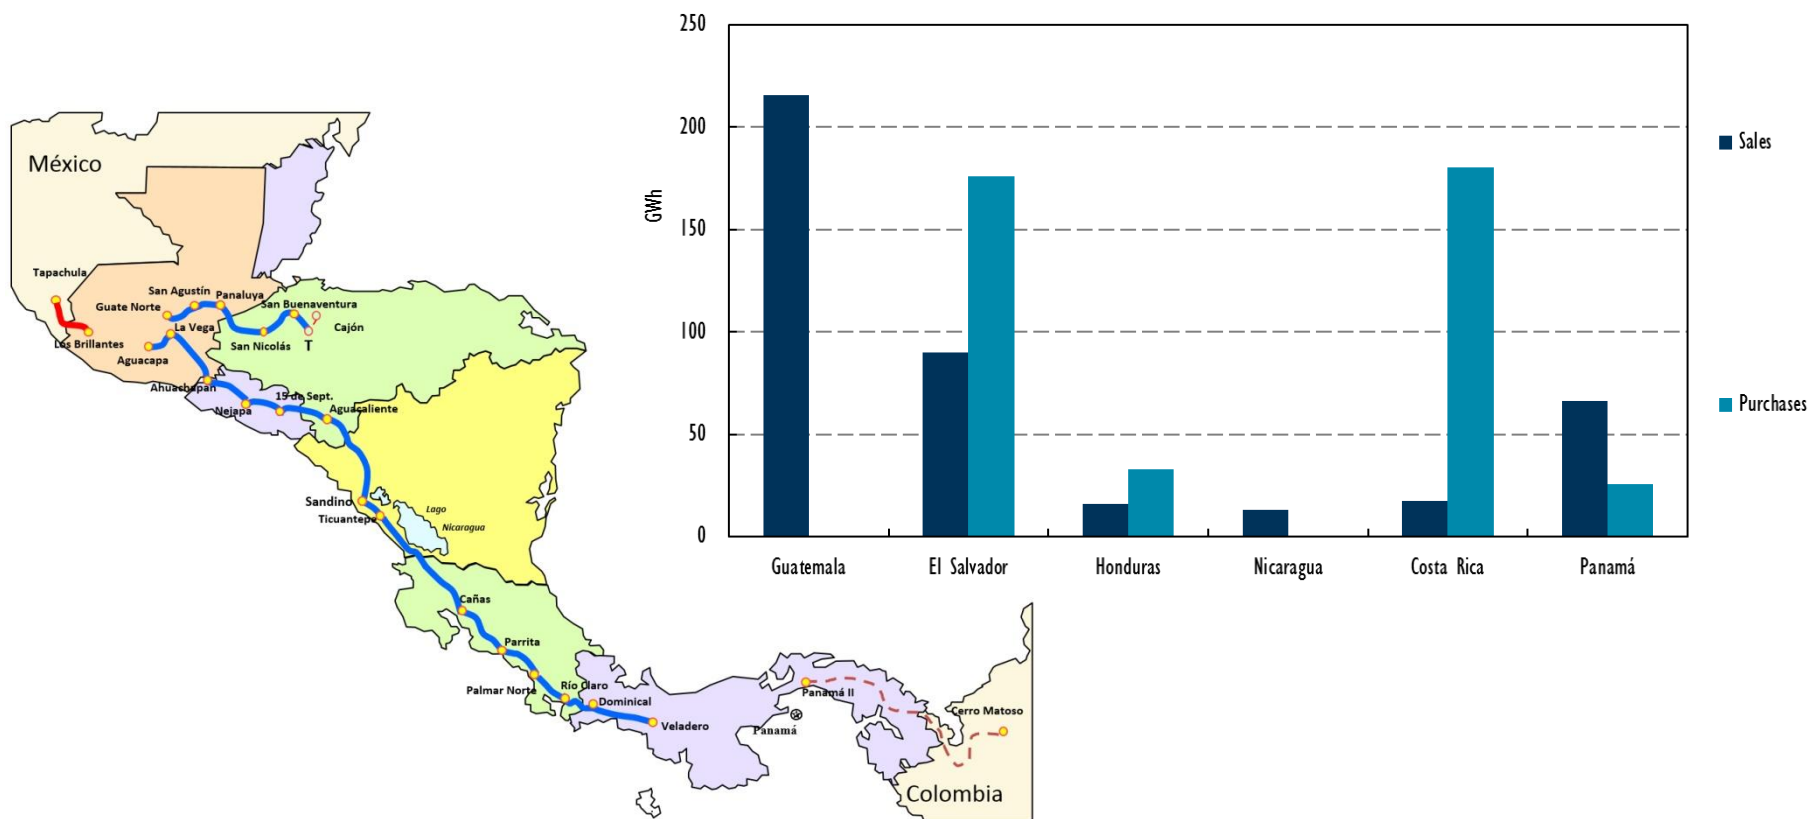 México
Tapachula
San Agustín
Panaluya
Guate Norte
San Buenaventura
La Vega
Cajón
Los Brillantes
San Nicolás
T
Aguacapa
Ahuachapán
15 de Sept.
Nejapa
Aguacaliente
Sandino
Lago
Ticuantepe
Nicaragua
Cañas
Parrita
Palmar Norte
Río Claro
Dominical
Veladero
Panamá II
Panamá
Cerro Matoso
Colombia
250
200
150
100
50
0
GWh
Guatemala
El Salvador
Honduras
Nicaragua
Costa Rica
Panamá
Sales
Purchases